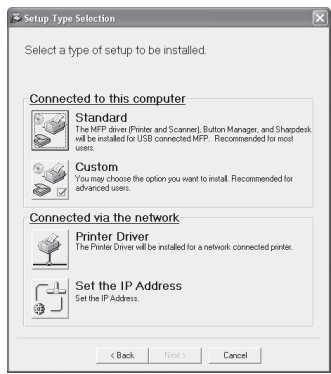 Setup Type Selection
Select a type of setup to be installed.
Connected to this computer
Standard
The MFP driver (Printer and Scanner), Button Manager, and Sharpdesk
will be installed for USB connected MFP. Recommended for most
users.
Custom
You may choose the option you want to install. Recommended for
advanced users.
Connected via the network
Printer Driver
The Printer Driver will be installed for a network connected printer.
Set the IP Address
Set the IP Address.
< Back
Next >
Cancel